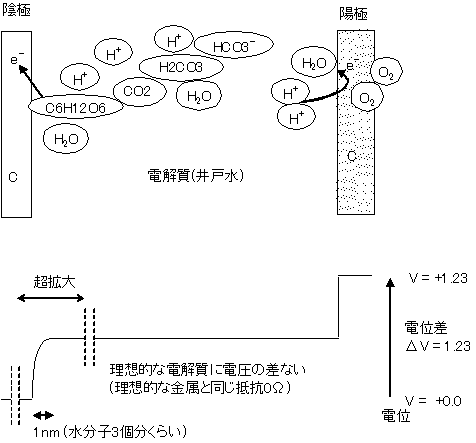 陰極
陽極
e⁻
H⁺
H⁺
H⁺
HCO3⁻
H2CO3
CO2
H₂O
C6H12O6
H₂O
H₂O
e⁻
O₂
O₂
H⁺
H⁺
C
C
電解質(井戸水)
超拡大
V = +1.23
電位差
ΔV = 1.23
理想的な電解質に電圧の差ない
(理想的な金属と同じ抵抗0Ω)
V = +0.0
電位
1nm (水分子3個分くらい)